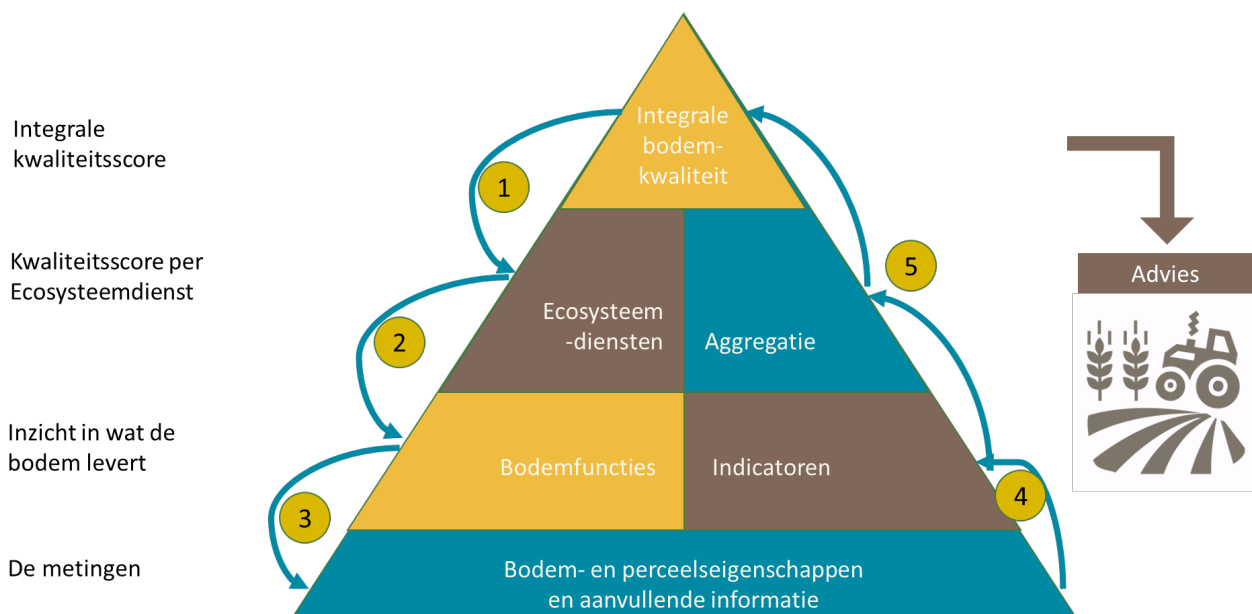 Integrale
kwaliteitsscore
Integrale
bodem-
kwaliteit
1
Kwaliteitsscore per
Ecosysteemdienst
5
Advies
Ecosysteem
-diensten
Aggregatie
2
Inzicht in wat de
bodem levert
Bodemfuncties
Indicatoren
3
4
De metingen
Bodem- en perceelseigenschappen
en aanvullende informatie